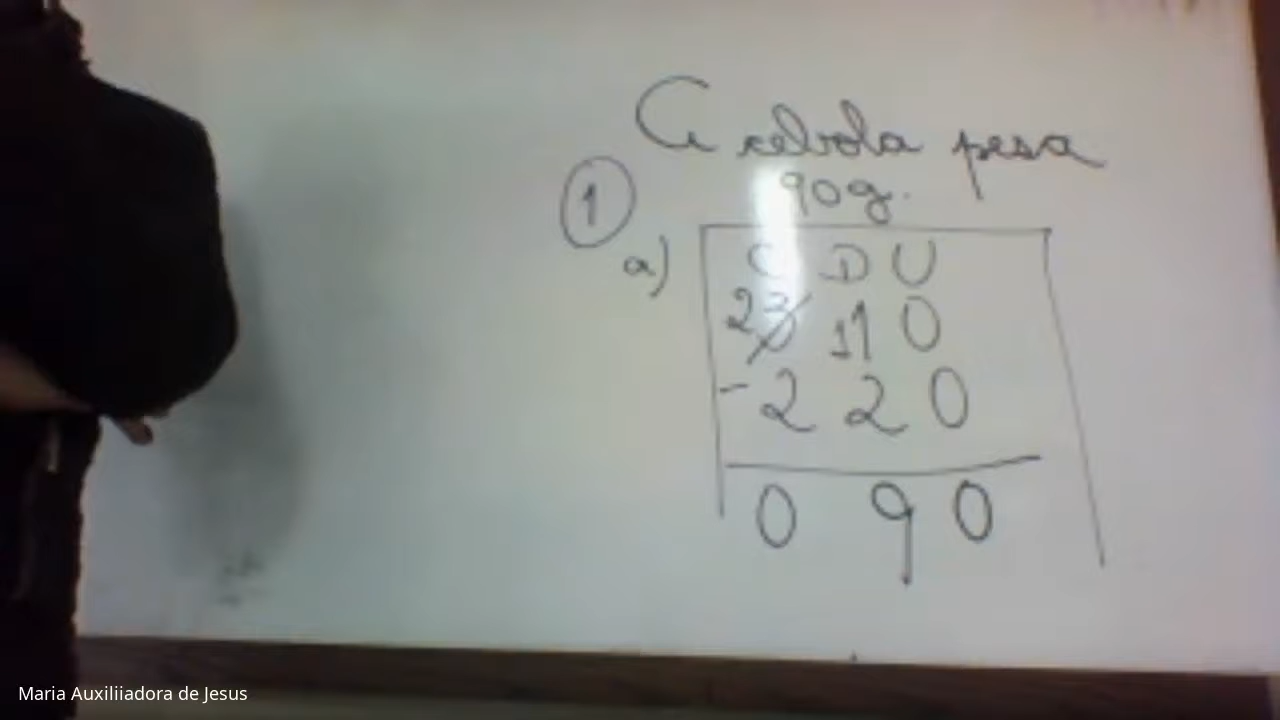 A cebola pesa
90g.
1
a)
C D U
2 3 11 0
- 2 2 0
0 9 0
Maria Auxiliiadora de Jesus